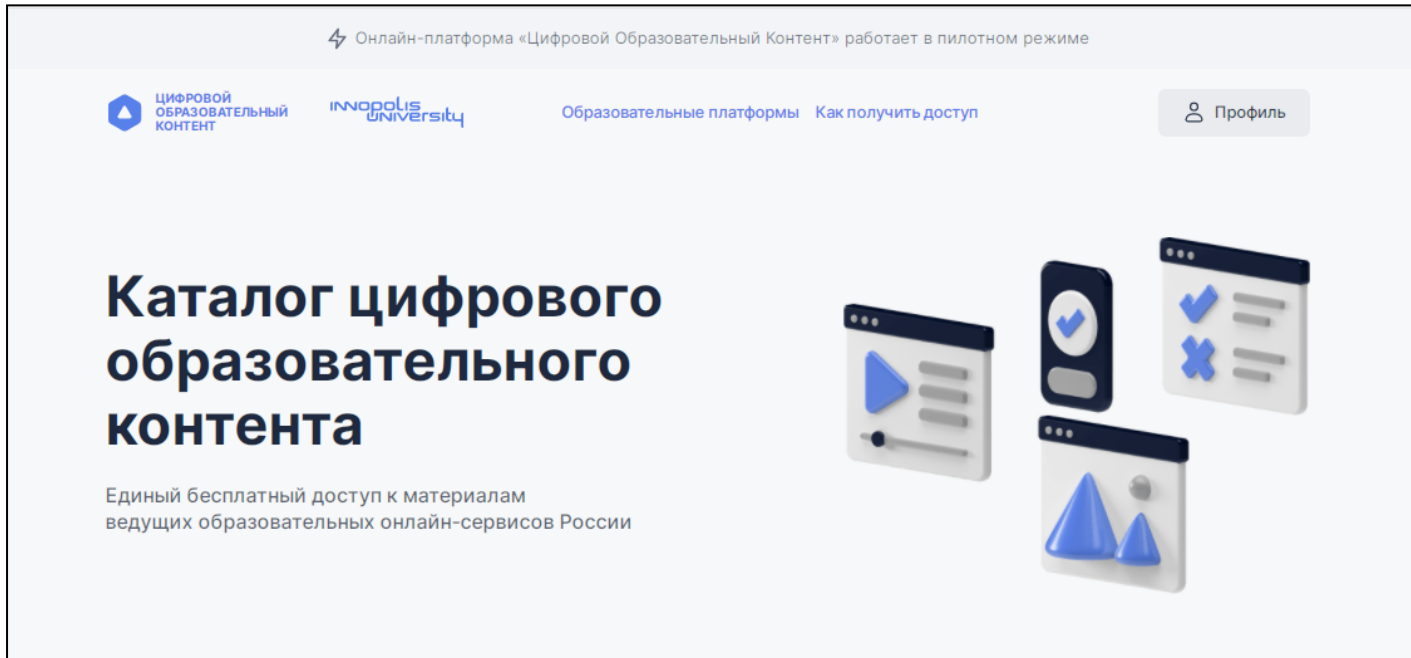 Онлайн-платформа «Цифровой Образовательный Контент» работает в пилотном режиме
ЦИФРОВОЙ
ОБРАЗОВАТЕЛЬНЫЙ
КОНТЕНТ
innopolis
university
Образовательные платформы Как получить доступ
Профиль
Каталог цифрового
образовательного
контента
Единый бесплатный доступ к материалам
ведущих образовательных онлайн-сервисов России